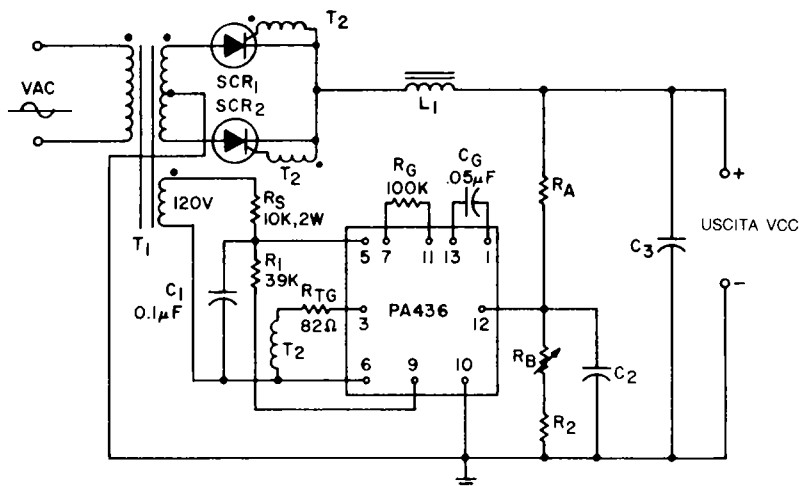 T2
VAC
SCR1
SCR2
L1
T2
RG
100K
CG
.05μF
RA
+
120V
RS
10K, 2W
T1
5 7 11 13 1
USCITA VCC
C3
R1
39K
C1
0.1μF
RTG
82Ω
3
PA436
12
-
T2
RB
C2
6 9 10
R2